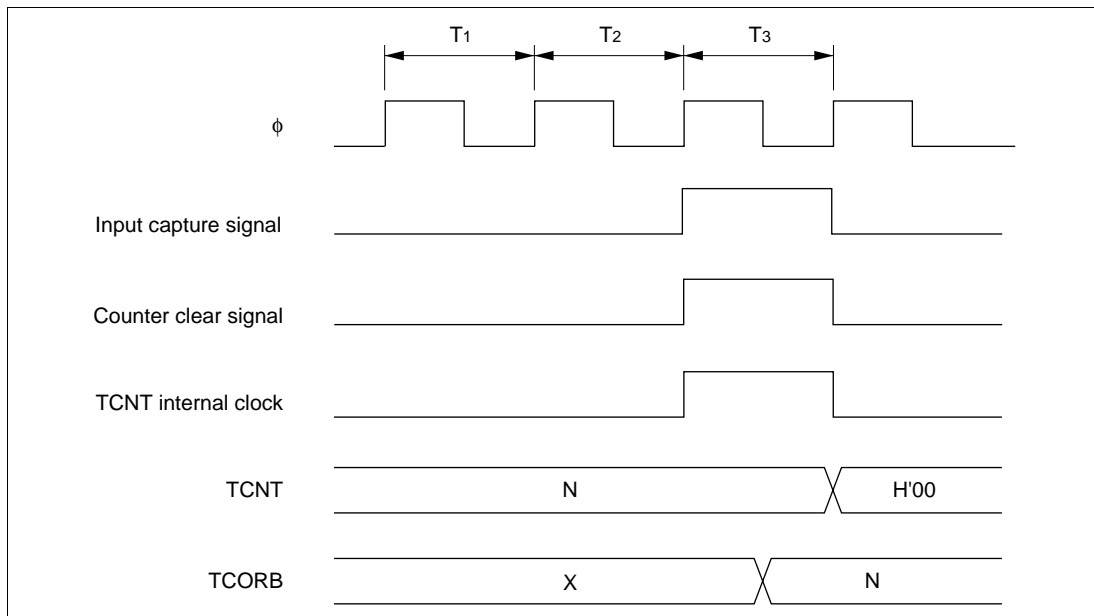 T1 T2 T3
φ
Input capture signal
Counter clear signal
TCNT internal clock
TCNT N H'00
TCORB X N